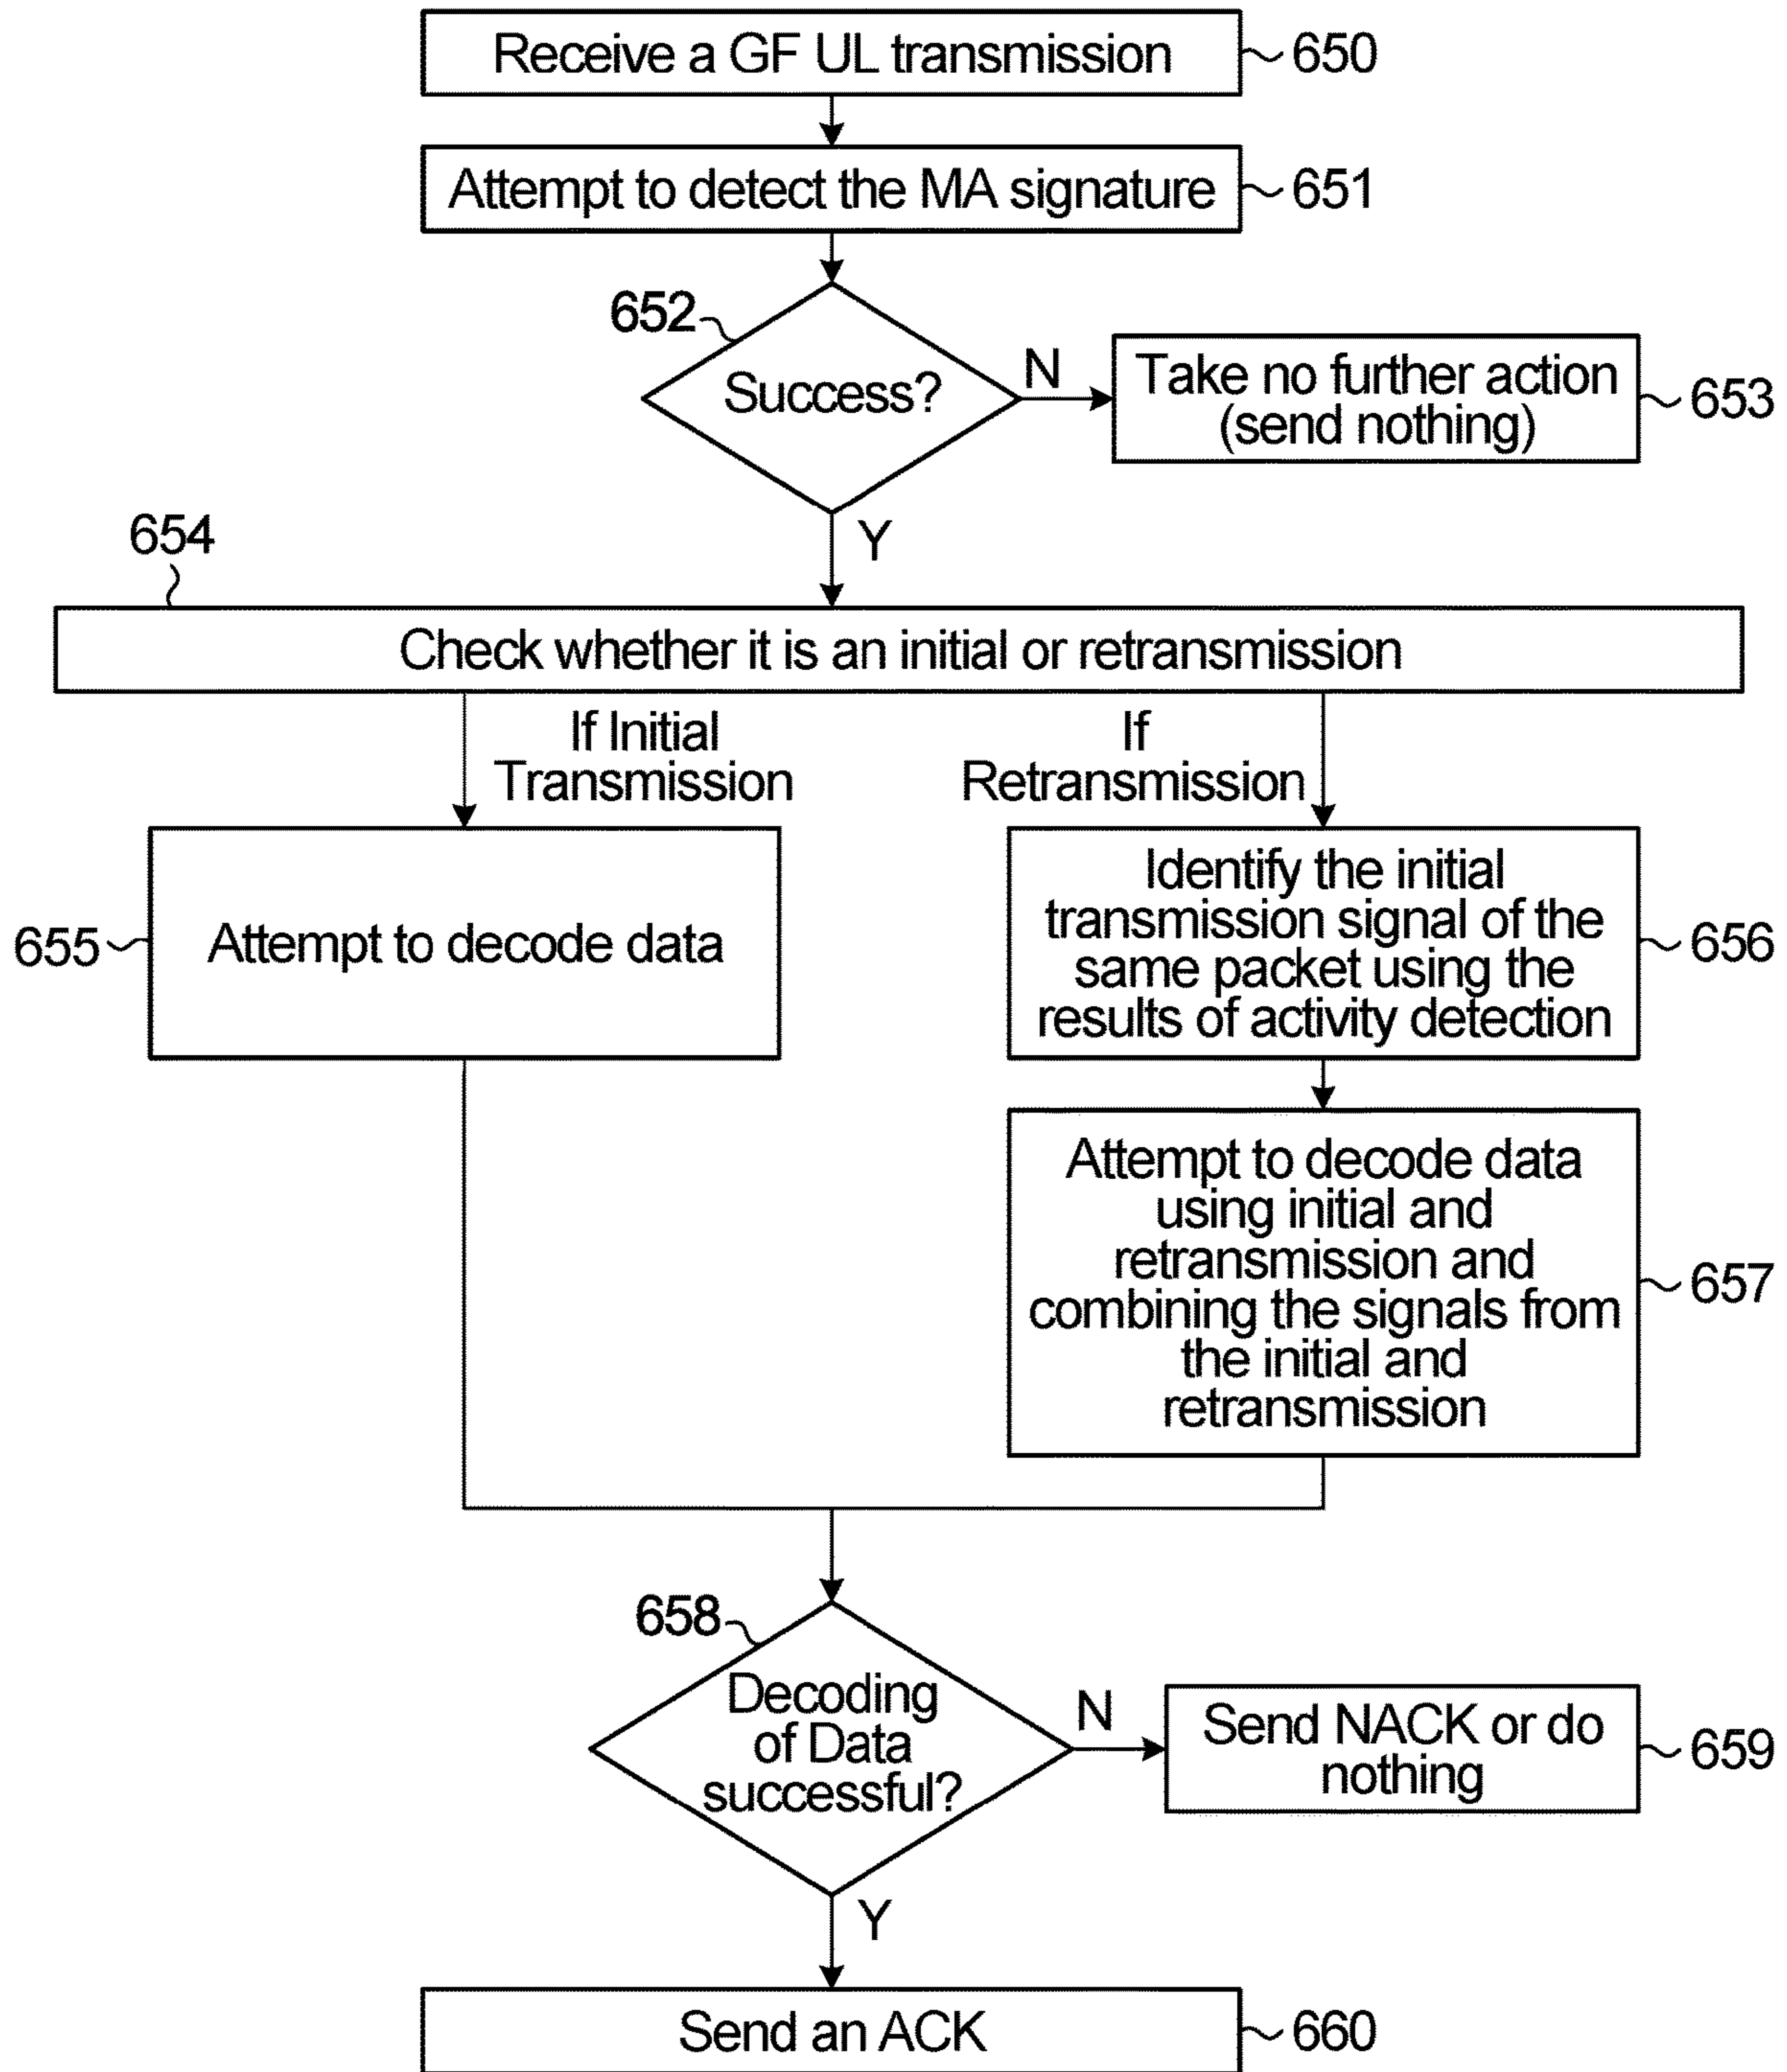 Receive a GF UL transmission
650
Attempt to detect the MA signature
651
652
Success?
N
Take no further action
(send nothing)
653
Y
654
Check whether it is an initial or retransmission
If Initial
Transmission
If
Retransmission
655
Attempt to decode data
Identify the initial
transmission signal of the
same packet using the
results of activity detection
656
Attempt to decode data
using initial and
retransmission and
combining the signals from
the initial and
retransmission
657
658
Decoding
of Data
successful?
N
Send NACK or do
nothing
659
Y
Send an ACK
660